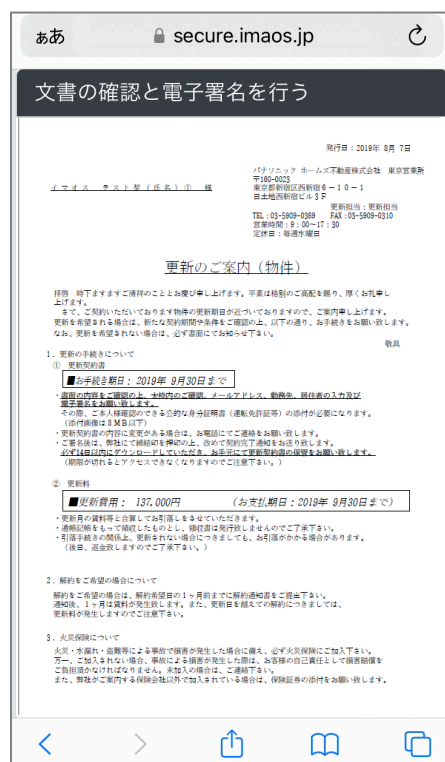 ぁあ secure.imaos.jp
文書の確認と電子署名を行う
発行日：2019年 8月 7日
パナソニック ホームズ不動産株式会社 東京営業所
〒160-0023
東京都新宿区西新宿６－１０－１
日土地西新宿ビル３Ｆ
イマオス テスト契（氏名）① 様
更新担当：更新担当
TEL：03-5909-0369 FAX：03-5909-0310
営業時間：9：00～17：30
定休日：毎週水曜日
更新のご案内（物件）
拝啓 時下ますますご清祥のこととお慶び申し上げます。平素は格別のご高配を賜り、厚くお礼申し
上げます。
さて、ご契約いただいております物件の更新期日が近づいておりますので、ご案内申し上げます。
更新を希望される場合は、新たな契約期間や条件をご確認の上、以下の通り、お手続きをお願い致します。
なお、更新を希望されない場合は、必ず書面にてお知らせ下さい。
敬具
1．更新の手続きについて
① 更新契約書
■お手続き期日：2019年 9月30日まで
・書面の内容をご確認の上、太枠内のご確認、メールアドレス、勤務先、居住者の入力及び
電子署名をお願い致します。
その際、ご本人様確認のできる公的な身分証明書（運転免許証等）の添付が必要になります。
（添付画像は８ＭＢ以下）
・更新契約書の内容に変更がある場合は、お電話にてご連絡をお願い致します。
・ご署名後は、弊社にて締結印を押印の上、改めて契約完了通知をお送り致します。
必ず14日以内にダウンロードしていただき、お手元にて更新契約書の保管をお願い致します。
（期限が切れるとアクセスできなくなりますのでご注意下さい。）
② 更新料
■更新費用： 137,000円 （お支払期日：2019年 9月30日まで）
・更新月の賃料等と合算してお引落しをさせていただきます。
・通帳記帳をもって領収したものとし、領収書は発行致しませんのでご了承下さい。
・引落手続きの関係上、更新されない場合につきましても、お引落がかかる場合があります。
（後日、返金致しますのでご了承下さい。）
2．解約をご希望の場合について
解約をご希望の場合は、解約希望日の１ヶ月前までに解約通知書をご提出下さい。
通知後、１ヶ月は賃料が発生致します。また、更新日を越えての解約につきましては、
更新料が発生しますのでご注意下さい。
3．火災保険について
火災・水漏れ・盗難等による事故で損害が発生した場合に備え、必ず火災保険にご加入下さい。
万一、ご加入されない場合、事故による損害が発生した際は、お客様の自己責任として損害賠償を
ご負担頂かなければなりません。未加入の場合は、ご連絡下さい。
また、弊社がご案内する保険会社以外で加入されている場合は、保険証券の添付をお願い致します。